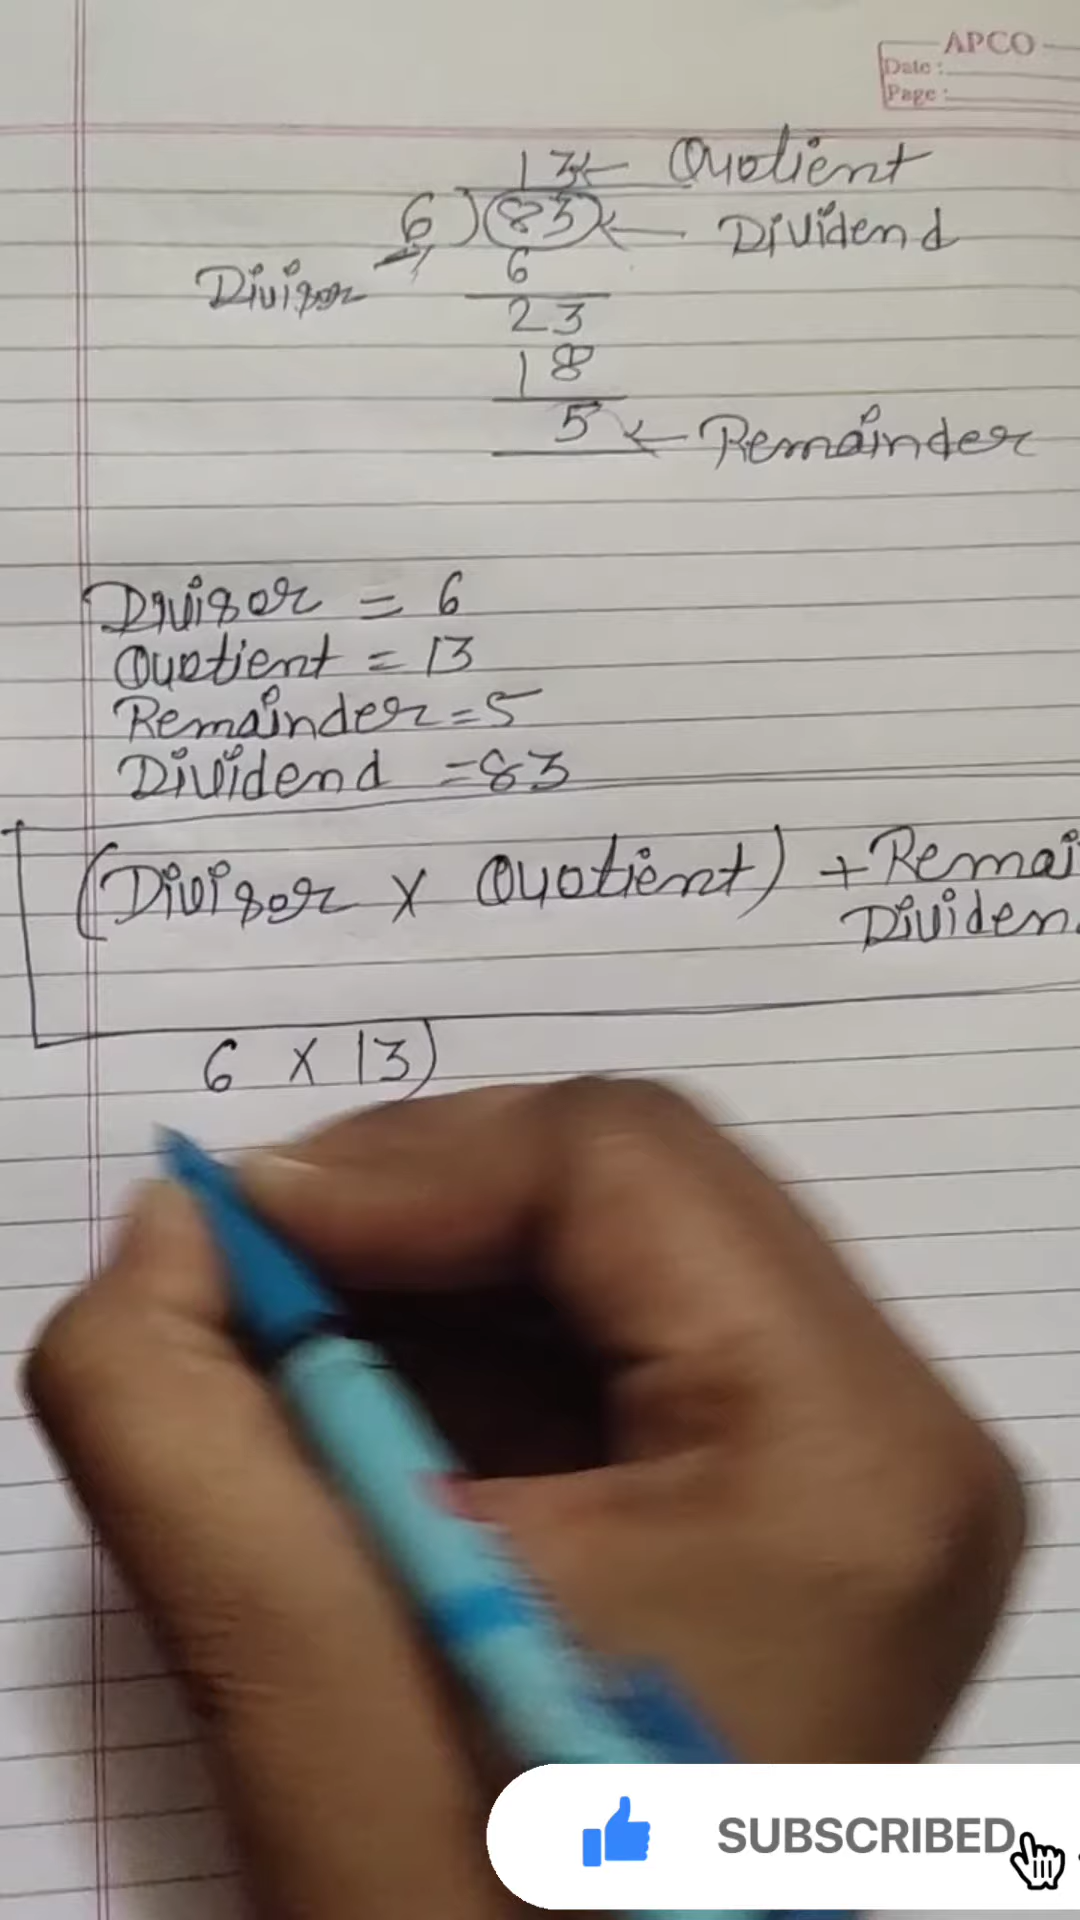 APCO
Date :
Page :
13 ← Quotient
6 ) 83 ← Dividend
Divisor
6
23
18
5 ← Remainder
Divisor = 6
Quotient = 13
Remainder = 5
Dividend = 83
(Divisor X Quotient) + Remai
Dividen
6 X 13)
SUBSCRIBED